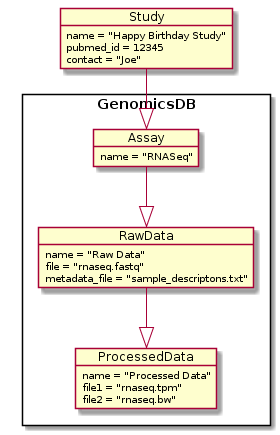 Study
name = "Happy Birthday Study"
pubmed_id = 12345
contact = "Joe"
GenomicsDB
Assay
name = "RNASeq"
RawData
name = "Raw Data"
file = "rnaseq.fastq"
metadata_file = "sample_descriptons.txt"
ProcessedData
name = "Processed Data"
file1 = "rnaseq.tpm"
file2 = "rnaseq.bw"